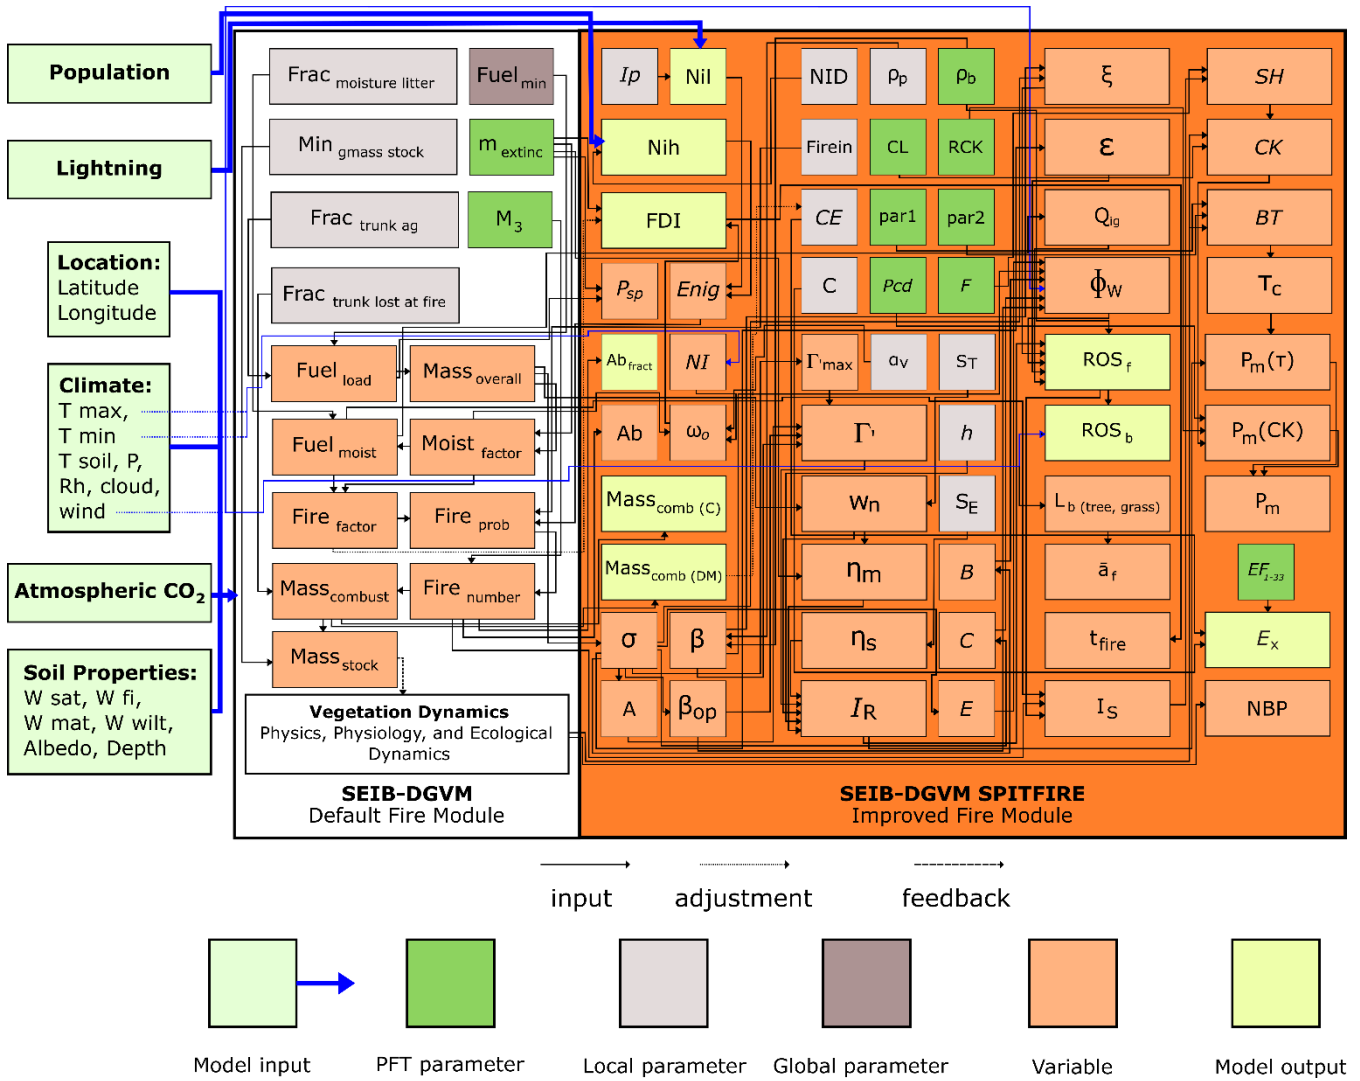 Population
Lightning
Location:
Latitude
Longitude
Climate:
T max,
T min
T soil, P,
Rh, cloud,
wind
Atmospheric CO₂
Soil Properties:
W sat, W fi,
W mat, W wilt,
Albedo, Depth
Frac moisture litter
Fuel min
Min gmass stock
m extinc
Frac trunk ag
M₃
Frac trunk lost at fire
Fuel load
Mass overall
Fuel moist
Moist factor
Fire factor
Fire prob
Mass combust
Fire number
Mass stock
Vegetation Dynamics
Physics, Physiology, and Ecological
Dynamics
SEIB-DGVM
Default Fire Module
Ip
Nil
NID
ρp
ρb
ξ
SH
Nih
Firein
CL
RCK
ε
CK
FDI
CE
par1
par2
Qig
BT
Psp
Enig
C
Pcd
F
ϕW
τc
Ab fract
NI
Γ'max
αv
ST
ROS f
Pm(τ)
Ab
ωo
Γ'
h
ROS b
Pm(CK)
Mass comb (C)
wn
SE
Lb (tree, grass)
Pm
Mass comb (DM)
ηm
B
āf
EF1-33
σ
β
ηs
C
tfire
Ex
A
βop
IR
E
IS
NBP
SEIB-DGVM SPITFIRE
Improved Fire Module
input
adjustment
feedback
Model input
PFT parameter
Local parameter
Global parameter
Variable
Model output